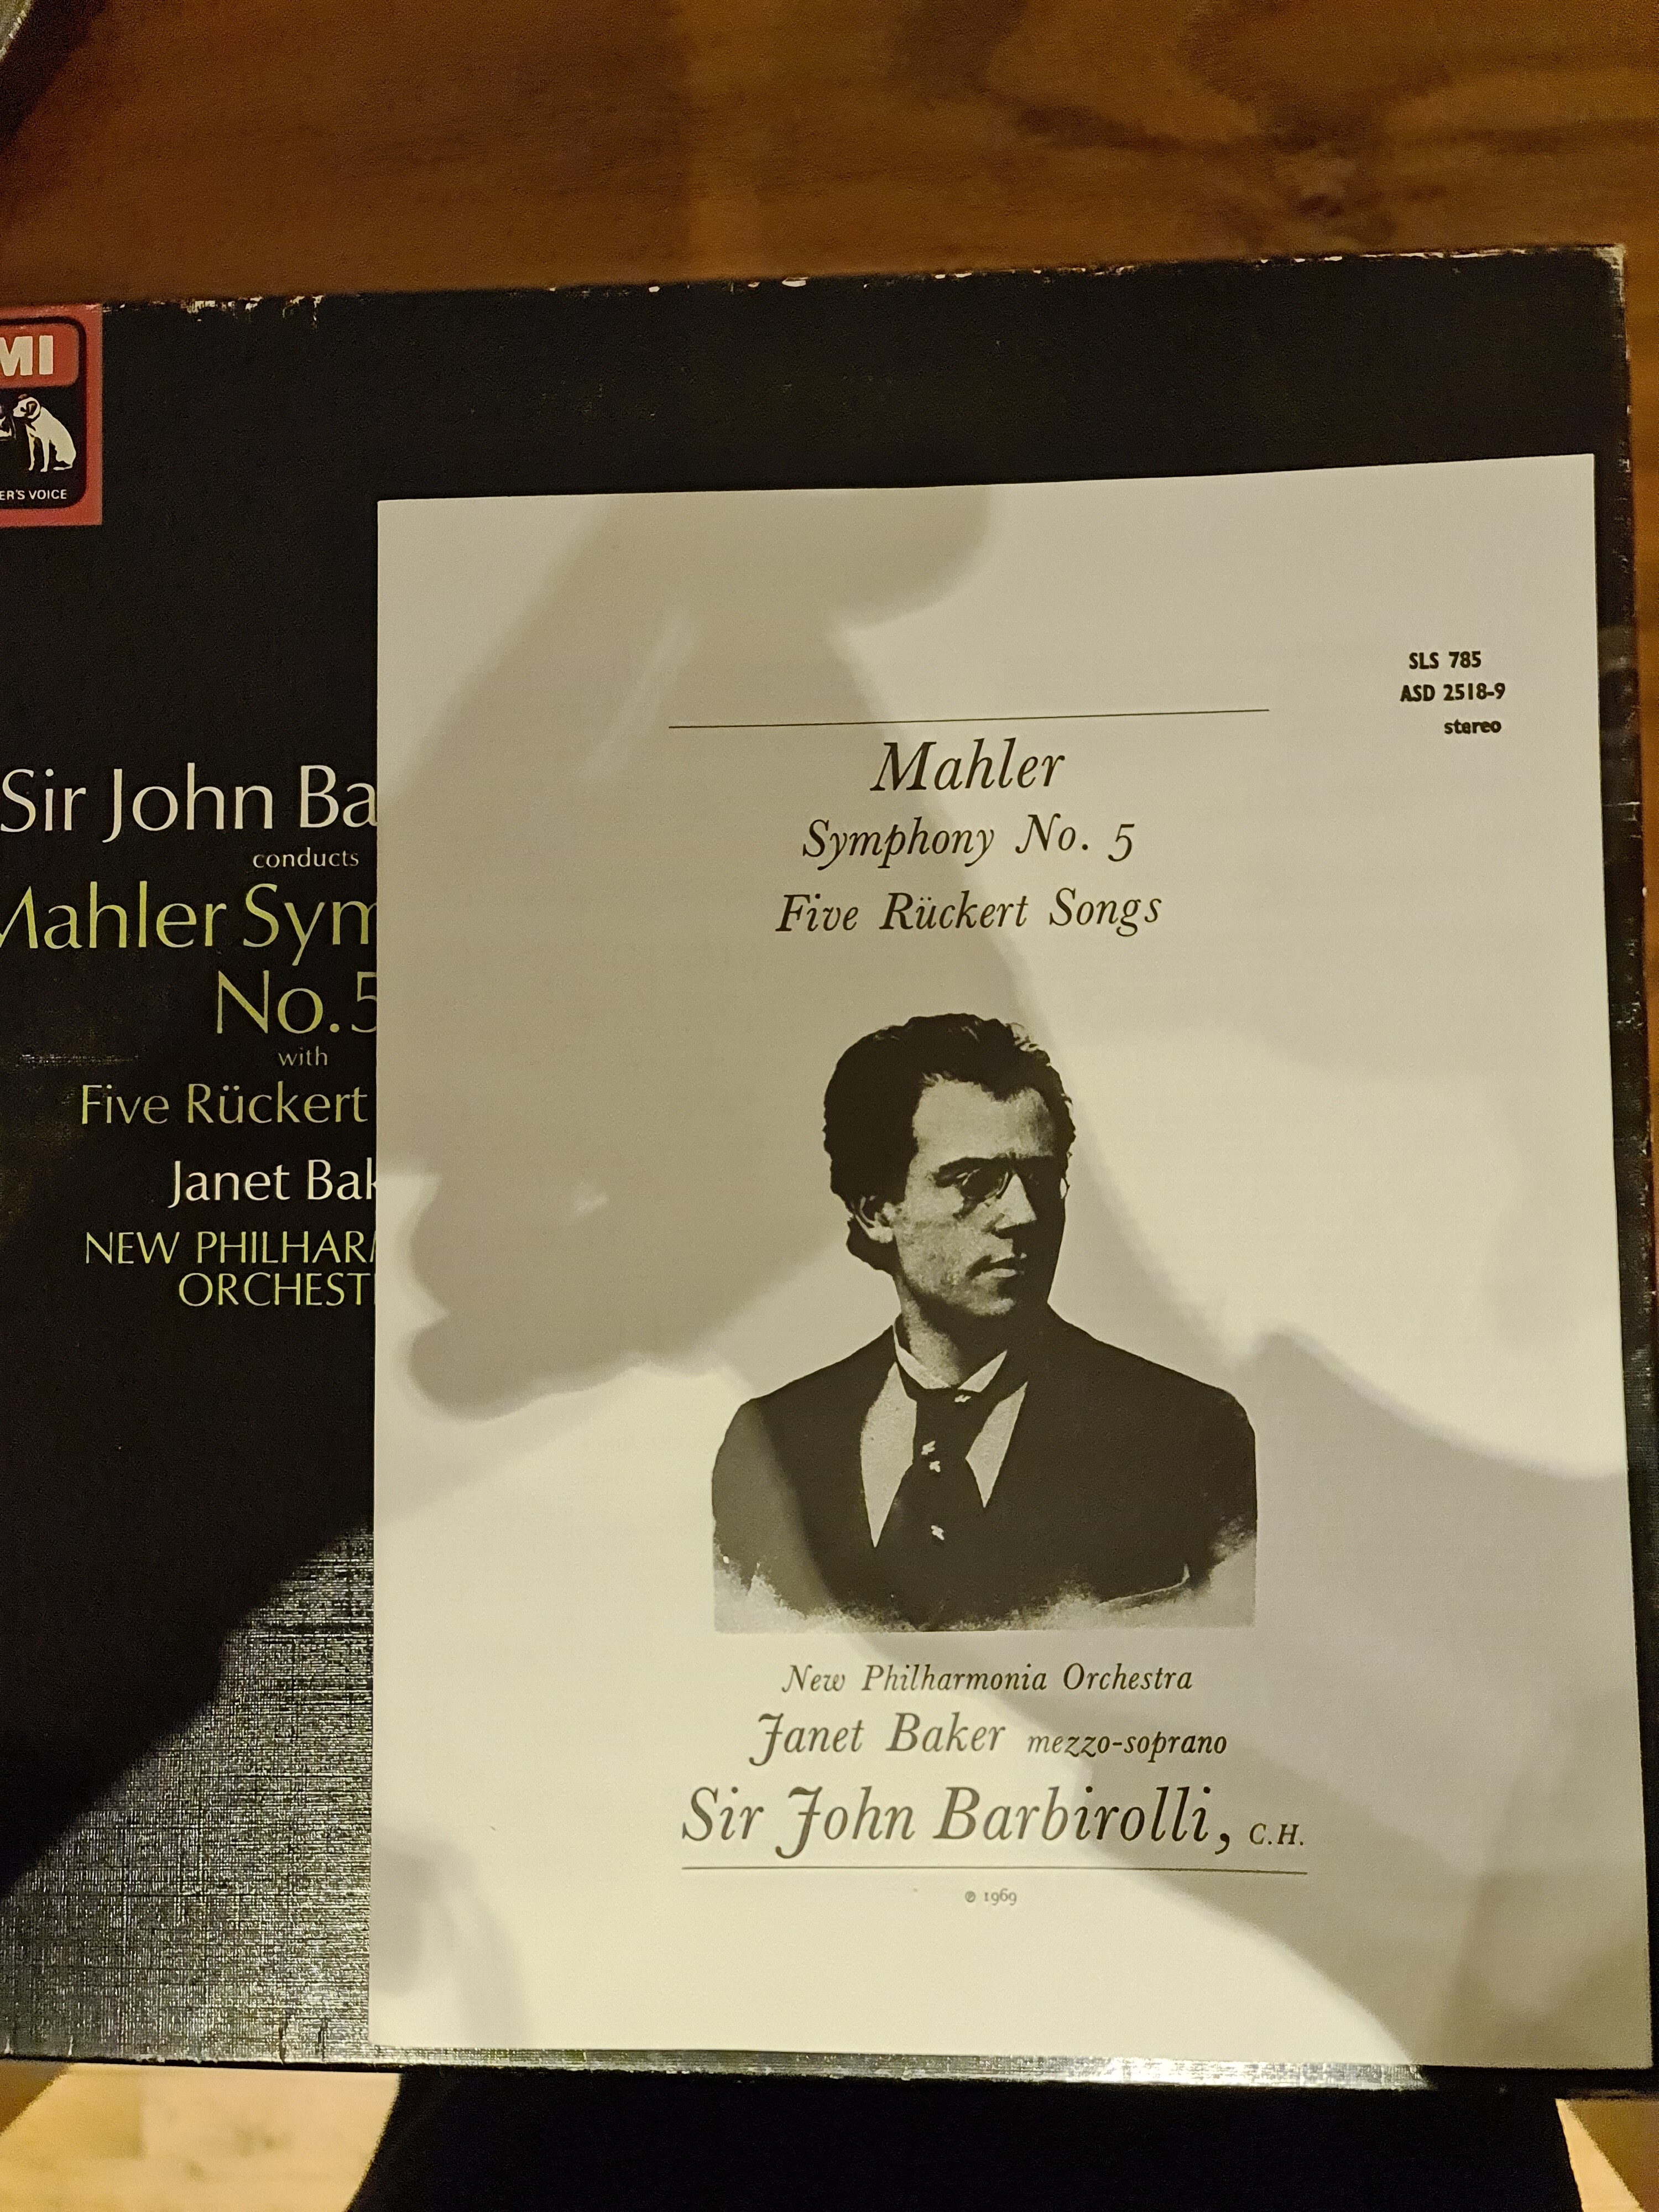 MI
ER'S VOICE
Sir John Ba
conducts
Mahler Sym
No.5
with
Five Rückert
Janet Bak
NEW PHILHARM
ORCHEST
SLS 785
ASD 2518-9
stereo
Mahler
Symphony No. 5
Five Rückert Songs
New Philharmonia Orchestra
Janet Baker mezzo-soprano
Sir John Barbirolli, C.H.
℗ 1969